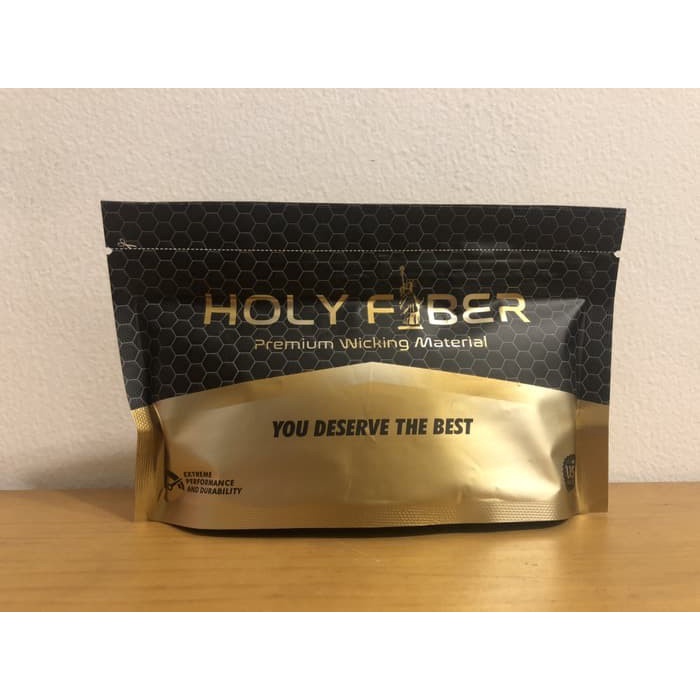 HOLY FIBER
Premium Wicking Material
YOU DESERVE THE BEST
EXTREME
PERFORMANCE
AND DURABILITY